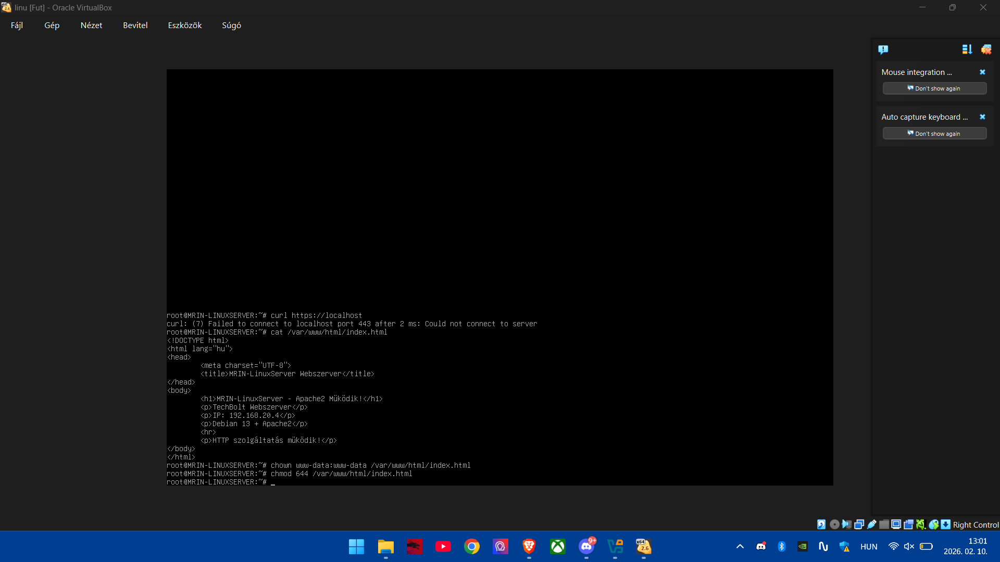 linu [Fut] - Oracle VirtualBox
Fájl Gép Nézet Bevitel Eszközök Súgó
Mouse integration ...
Don't show again
Auto capture keyboard ...
Don't show again
root@MRIN-LINUXSERVER:~# curl https://localhost
curl: (7) Failed to connect to localhost port 443 after 2 ms: Could not connect to server
root@MRIN-LINUXSERVER:~# cat /var/www/html/index.html
<!DOCTYPE html>
<html lang="hu">
<head>
        <meta charset="UTF-8">
        <title>MRIN-LinuxServer Webszerver</title>
</head>
<body>
        <h1>MRIN-LinuxServer - Apache2 Müködik!</h1>
        <p>TechBolt Webszerver</p>
        <p>IP: 192.168.20.4</p>
        <p>Debian 13 + Apache2</p>
        <hr>
        <p>HTTP szolgáltatás müködik!</p>
</body>
</html>
root@MRIN-LINUXSERVER:~# chown www-data:www-data /var/www/html/index.html
root@MRIN-LINUXSERVER:~# chmod 644 /var/www/html/index.html
root@MRIN-LINUXSERVER:~# _
Right Control
x64
2.6
9+
HUN
13:01
2026. 02. 10.